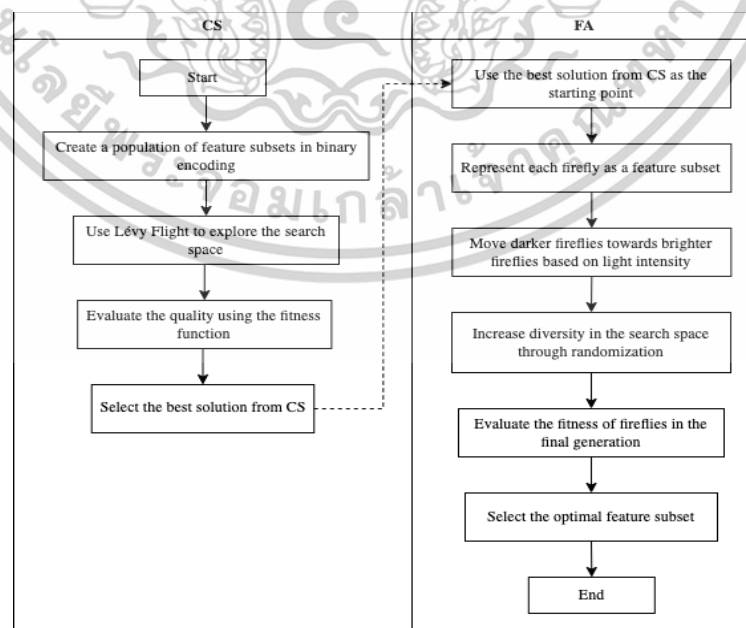 CS
FA
Start
Create a population of feature subsets in binary
encoding
Use Lévy Flight to explore the search
space
Evaluate the quality using the fitness
function
Select the best solution from CS
Use the best solution from CS as the
starting point
Represent each firefly as a feature subset
Move darker fireflies towards brighter
fireflies based on light intensity
Increase diversity in the search space
through randomization
Evaluate the fitness of fireflies in the
final generation
Select the optimal feature subset
End